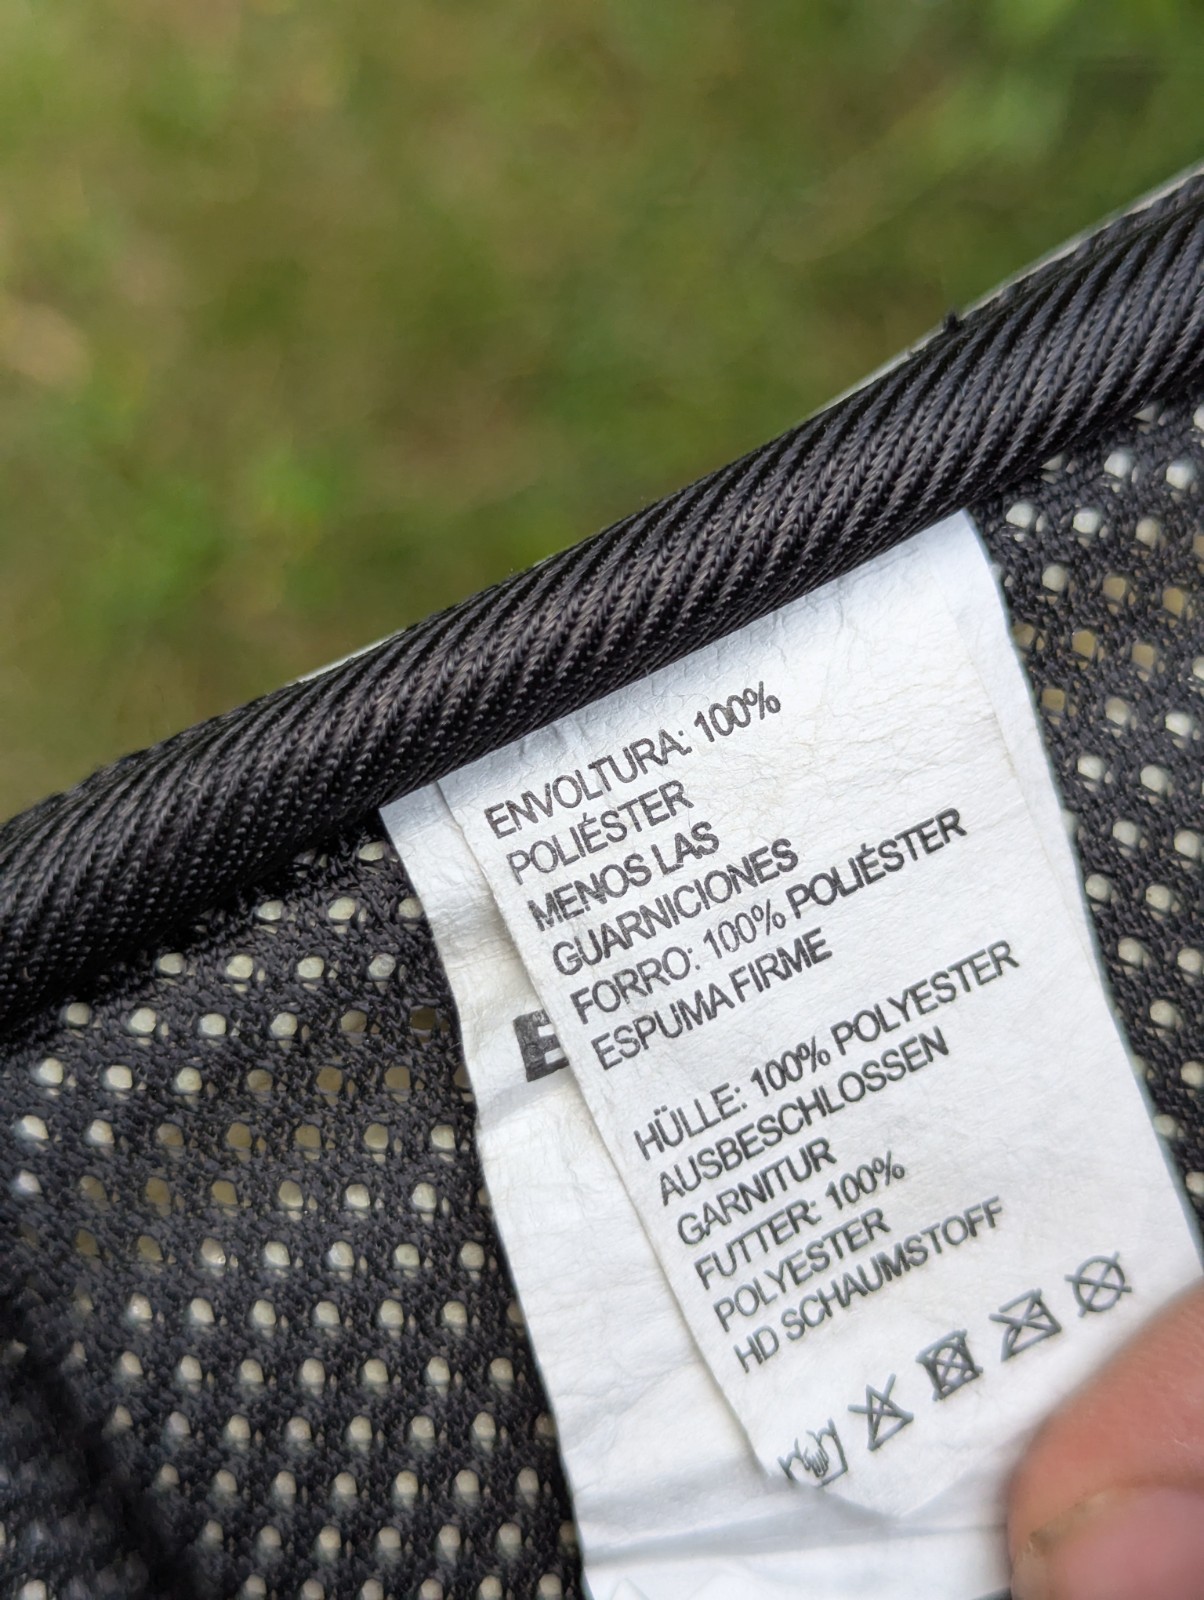 ENVOLTURA: 100%
POLIÉSTER
MENOS LAS
GUARNICIONES
FORRO: 100% POLIÉSTER
ESPUMA FIRME
HÜLLE: 100% POLYESTER
AUSBESCHLOSSEN
GARNITUR
FUTTER: 100%
POLYESTER
HD SCHAUMSTOFF